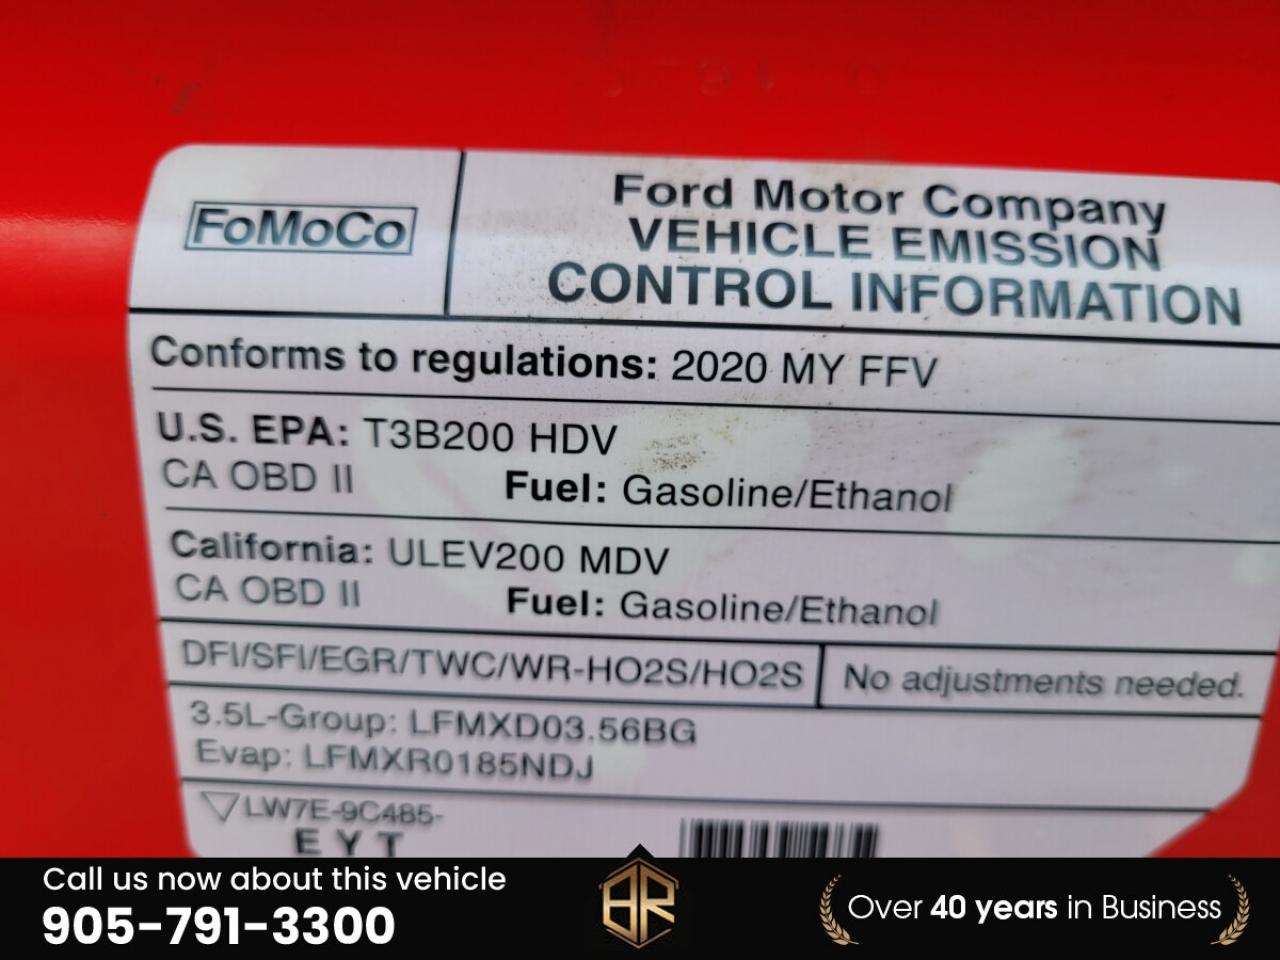 FoMoCo
Ford Motor Company
VEHICLE EMISSION
CONTROL INFORMATION
Conforms to regulations: 2020 MY FFV
U.S. EPA: T3B200 HDV
CA OBD II Fuel: Gasoline/Ethanol
California: ULEV200 MDV
CA OBD II Fuel: Gasoline/Ethanol
DFI/SFI/EGR/TWC/WR-HO2S/HO2S No adjustments needed.
3.5L-Group: LFMXD03.56BG
Evap: LFMXR0185NDJ
LW7E-9C485-
EYT
Call us now about this vehicle
905-791-3300
BR
Over 40 years in Business